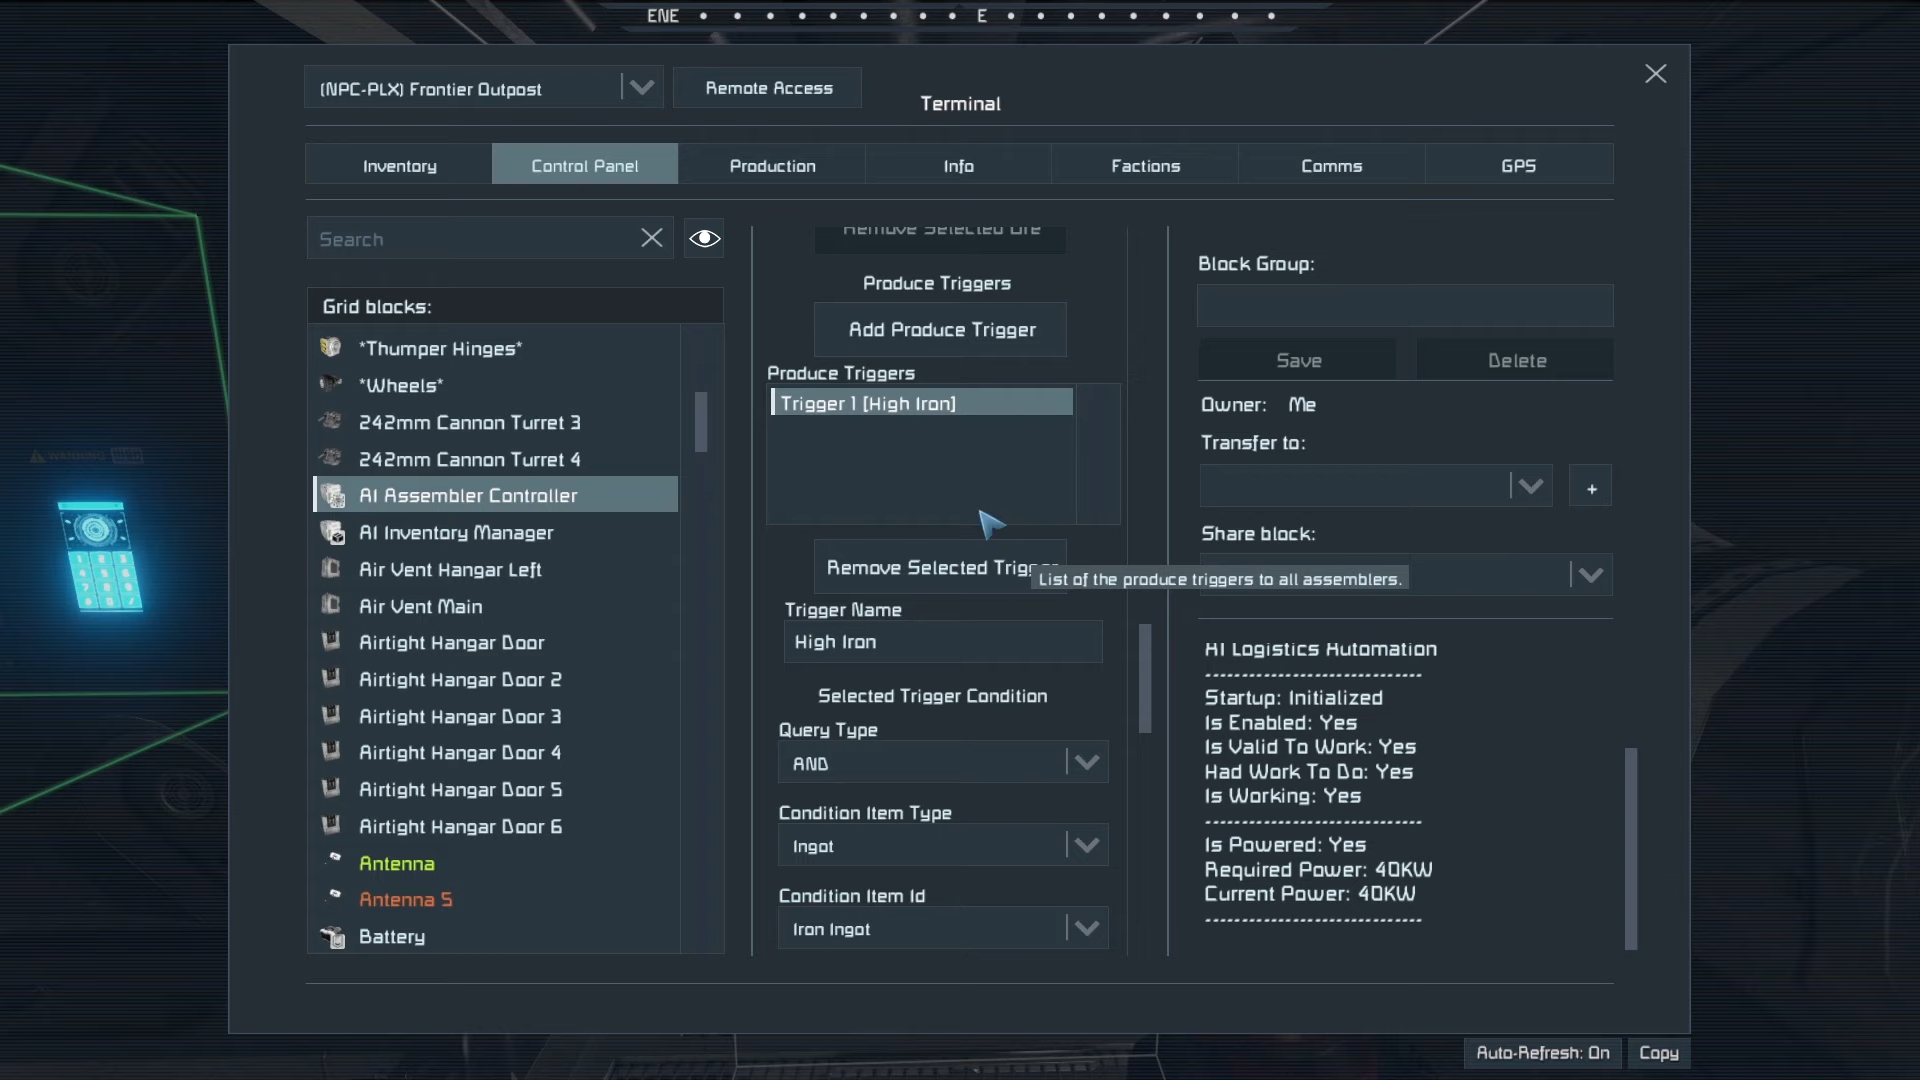 ENE
E
(NPC-PLX) Frontier Outpost
Remote Access
Terminal
Inventory
Control Panel
Production
Info
Factions
Comms
GPS
Search
Grid blocks:
*Thumper Hinges*
*Wheels*
242mm Cannon Turret 3
242mm Cannon Turret 4
AI Assembler Controller
AI Inventory Manager
Air Vent Hangar Left
Air Vent Main
Airtight Hangar Door
Airtight Hangar Door 2
Airtight Hangar Door 3
Airtight Hangar Door 4
Airtight Hangar Door 5
Airtight Hangar Door 6
Antenna
Antenna S
Battery
Remove Selected Ore
Produce Triggers
Add Produce Trigger
Produce Triggers
Trigger 1 [High Iron]
Remove Selected Trigger
List of the produce triggers to all assemblers.
Trigger Name
High Iron
Selected Trigger Condition
Query Type
AND
Condition Item Type
Ingot
Condition Item Id
Iron Ingot
Block Group:
Save
Delete
Owner: Me
Transfer to:
+
Share block:
AI Logistics Automation
-----------------------------
Startup: Initialized
Is Enabled: Yes
Is Valid To Work: Yes
Had Work To Do: Yes
Is Working: Yes
-----------------------------
Is Powered: Yes
Required Power: 40KW
Current Power: 40KW
-----------------------------
Auto-Refresh: On
Copy